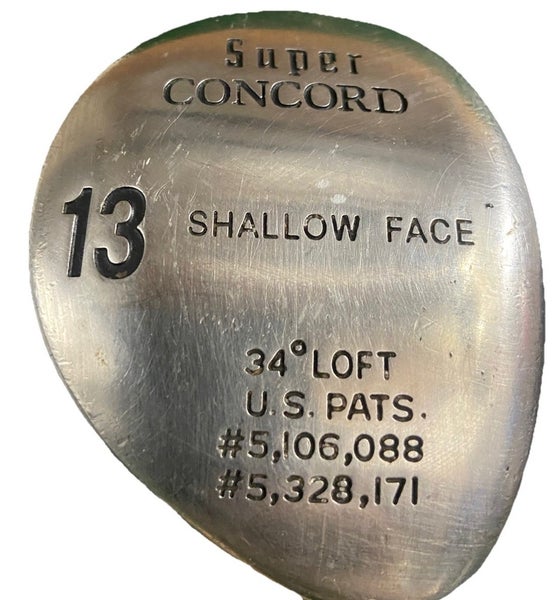 Super
CONCORD
13 SHALLOW FACE
34° LOFT
U.S. PATS.
#5,106,088
#5,328,171